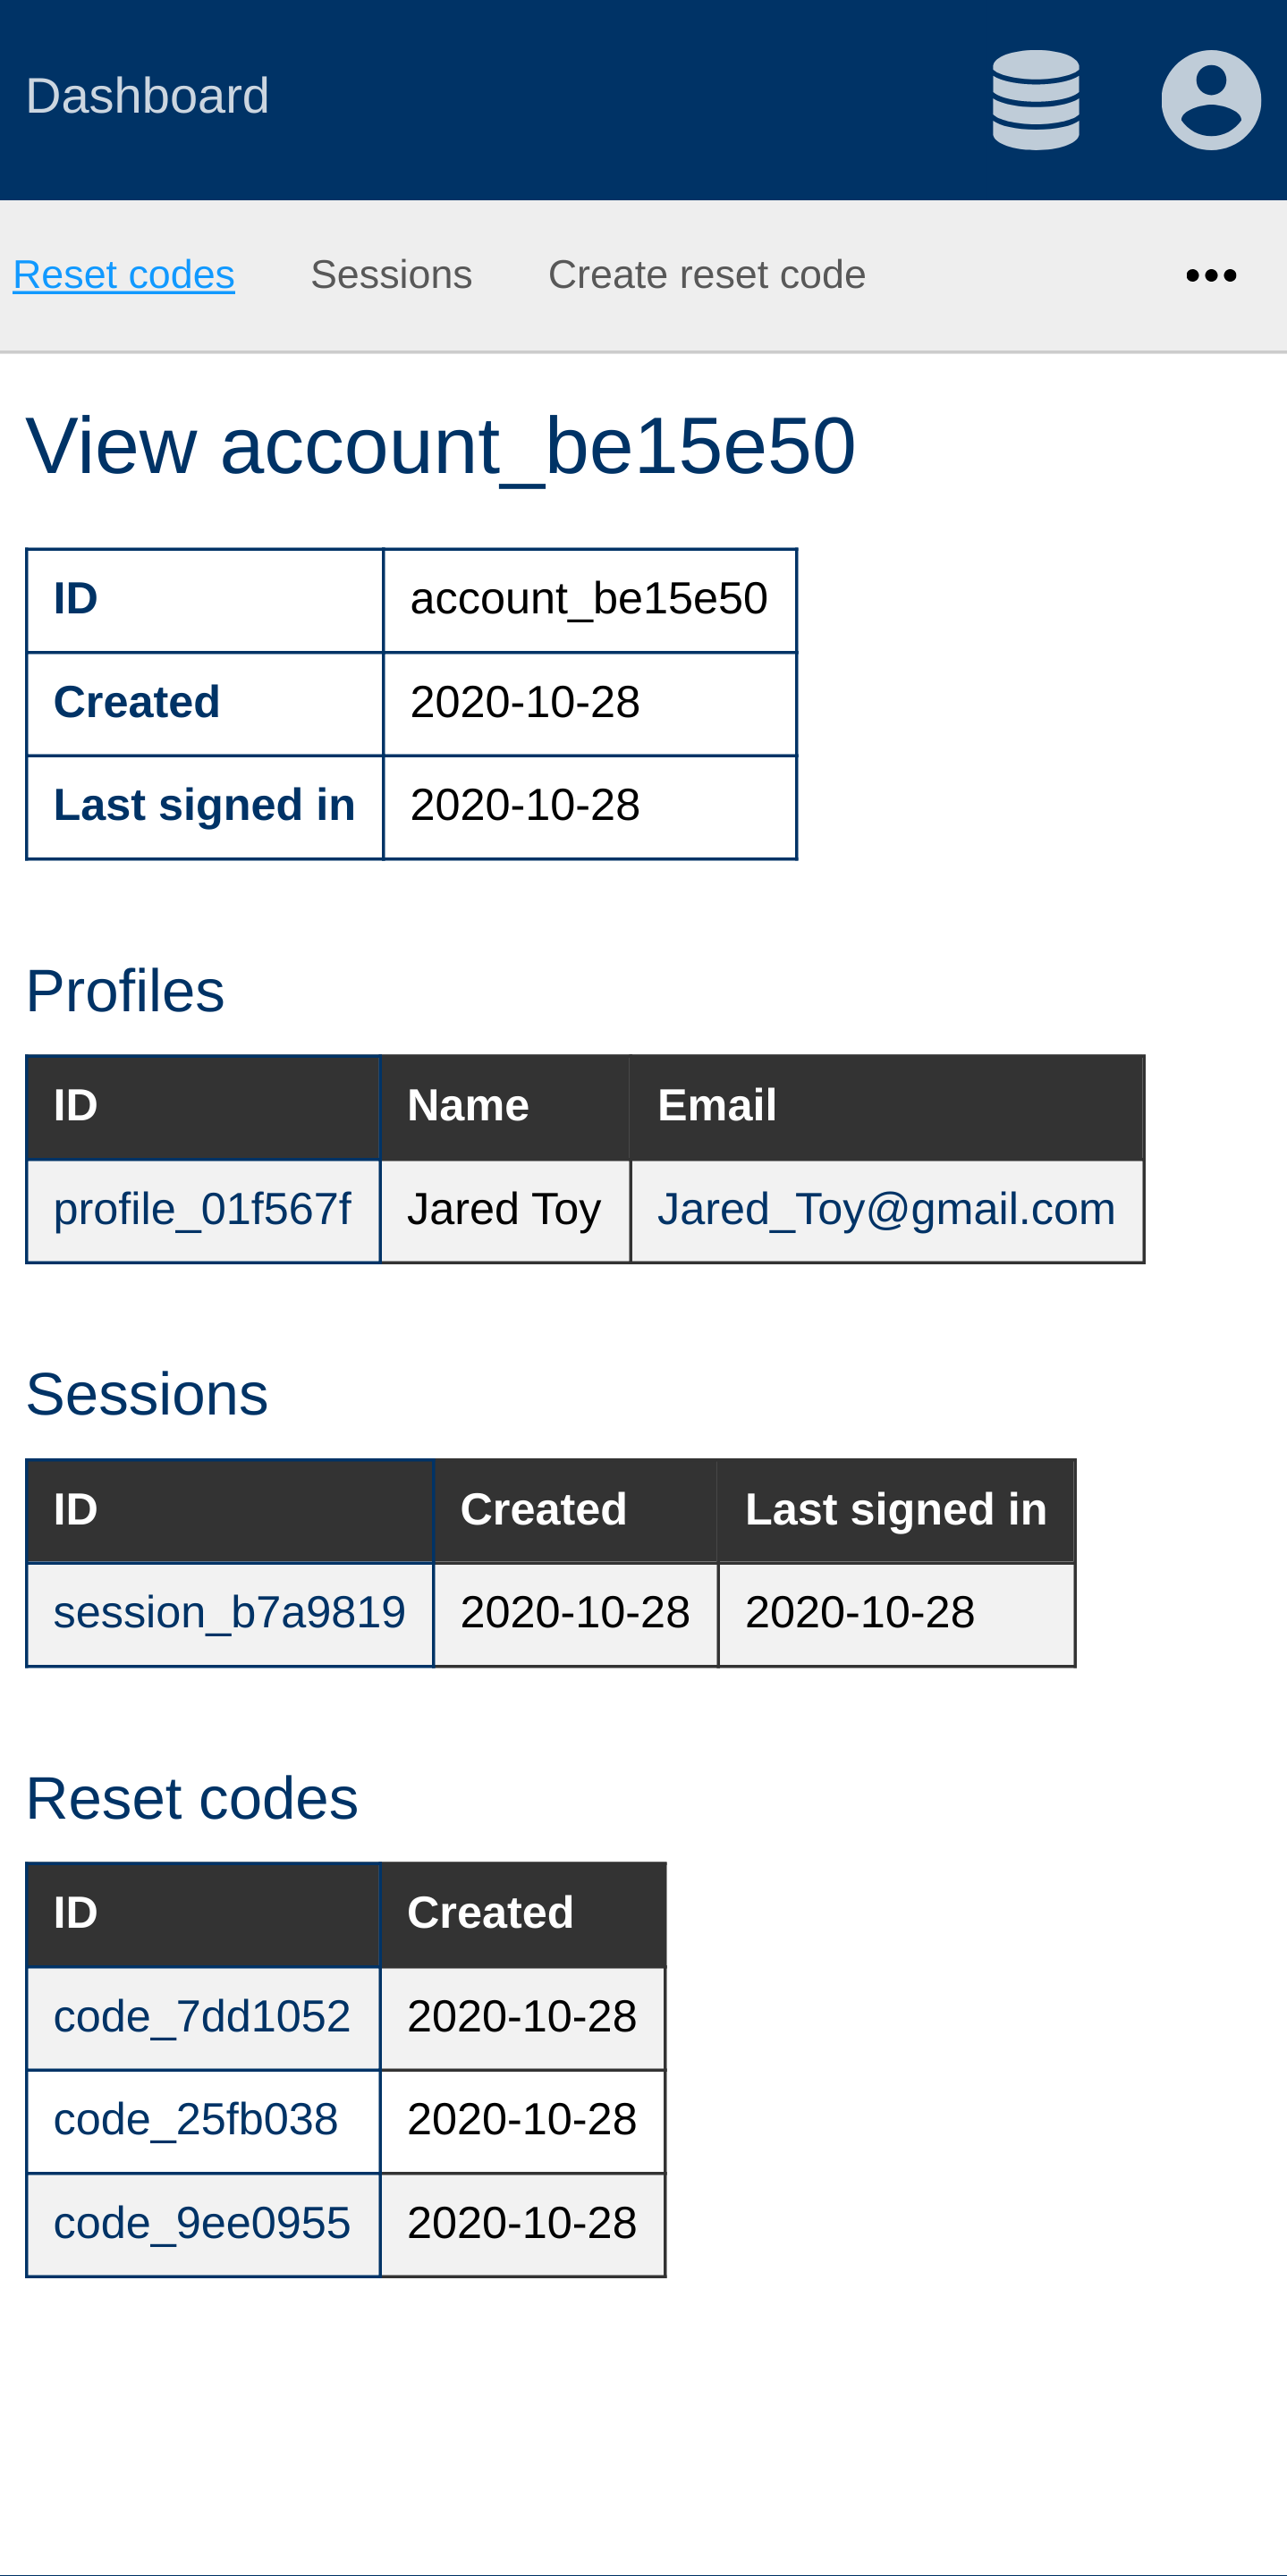 Dashboard
Reset codes Sessions Create reset code
View account_be15e50
ID account_be15e50
Created 2020-10-28
Last signed in 2020-10-28
Profiles
ID Name Email
profile_01f567f Jared Toy Jared_Toy@gmail.com
Sessions
ID Created Last signed in
session_b7a9819 2020-10-28 2020-10-28
Reset codes
ID Created
code_7dd1052 2020-10-28
code_25fb038 2020-10-28
code_9ee0955 2020-10-28